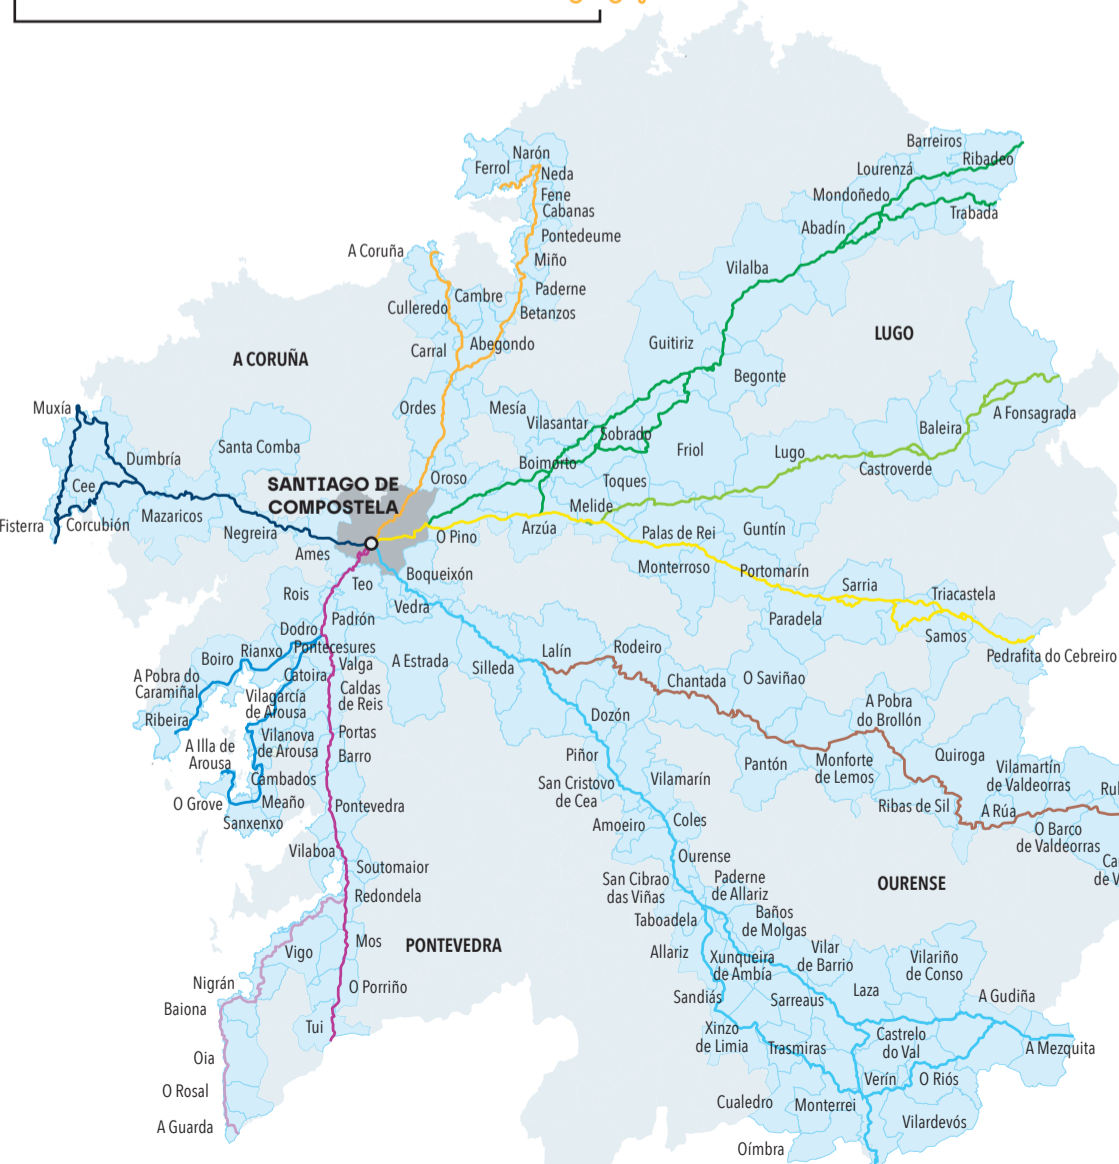 Barreiros
Ribadeo
Lourenzá
Mondoñedo
Trabada
Abadín
Vilalba
Narón
Ferrol
Neda
Fene
Cabanas
Pontedeume
Miño
Paderne
Betanzos
A Coruña
Cambre
Culleredo
Abegondo
Carral
Ordes
Mesía
A CORUÑA
LUGO
Guitiriz
Begonte
Vilasantar
Sobrado
Boimorto
Friol
Toques
Lugo
Baleira
A Fonsagrada
Castroverde
Muxía
Dumbría
Santa Comba
Cee
Fisterra
Corcubión
Mazaricos
Negreira
Ames
SANTIAGO DE
COMPOSTELA
Oroso
O Pino
Arzúa
Melide
Palas de Rei
Guntín
Monterroso
Portomarín
Paradela
Sarria
Triacastela
Samos
Pedrafita do Cebreiro
Boqueixón
Teo
Vedra
Rois
Padrón
Dodro
Pontecesures
Rianxo
Valga
Boiro
Catoira
A Pobra do
Caramiñal
Ribeira
Vilagarcía
de Arousa
Caldas
de Reis
A Estrada
Silleda
Lalín
Rodeiro
Chantada
O Saviñao
A Illa de
Arousa
Vilanova
de Arousa
Portas
Barro
Cambados
O Grove
Meaño
Sanxenxo
Pontevedra
Vilaboa
Soutomaior
Redondela
Dozón
Piñor
San Cristovo
de Cea
Vilamarín
Amoeiro
Coles
Pantón
Monforte
de Lemos
A Pobra
do Brollón
Quiroga
Ribas de Sil
Vilamartín
de Valdeorras
A Rúa
O Barco
de Valdeorras
Ourense
San Cibrao
das Viñas
Paderne
de Allariz
Taboadela
Baños
de Molgas
OURENSE
PONTEVEDRA
Vigo
Mos
Nigrán
Baiona
O Porriño
Tui
Oia
O Rosal
A Guarda
Allariz
Xunqueira
de Ambía
Vilar
de Barrio
Vilariño
de Conso
Sandiás
Sarreaus
Laza
A Gudiña
Xinzo
de Limia
Trasmiras
Castrelo
do Val
A Mezquita
Verín
O Riós
Cualedro
Monterrei
Vilardevós
Oímbra